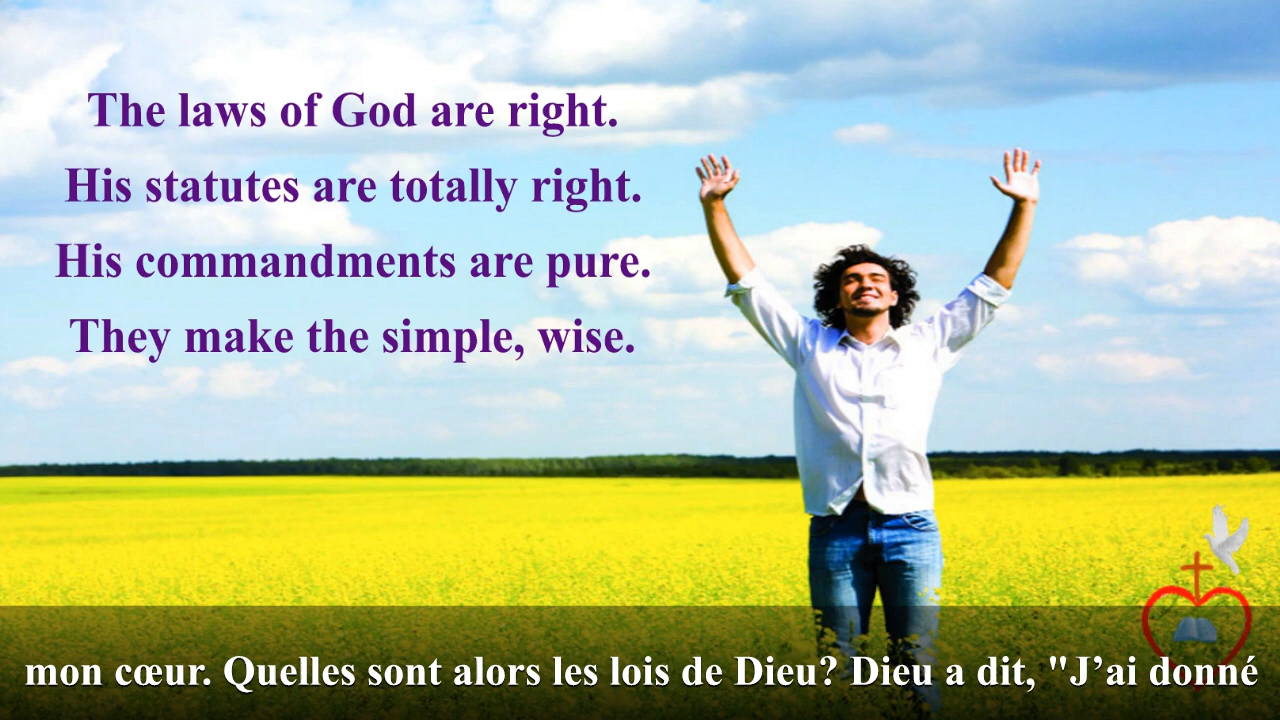 The laws of God are right.
His statutes are totally right.
His commandments are pure.
They make the simple, wise.
mon cœur. Quelles sont alors les lois de Dieu? Dieu a dit, "J’ai donné